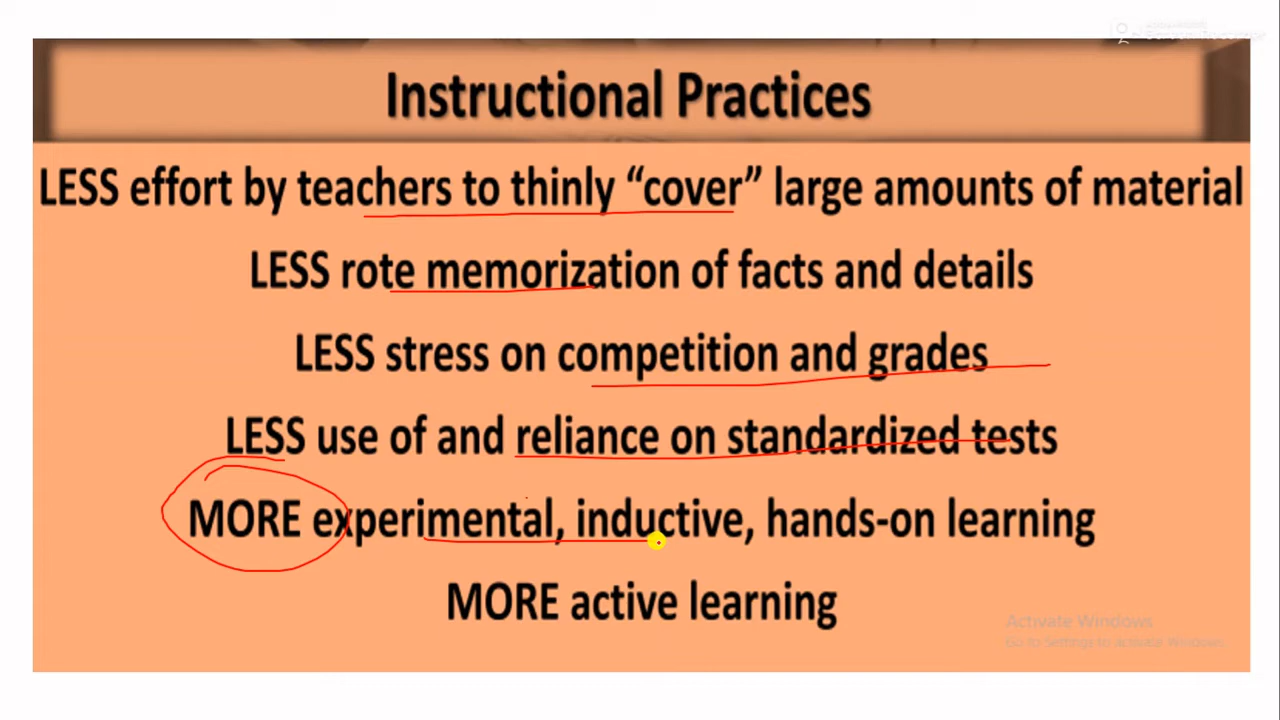 Instructional Practices
LESS effort by teachers to thinly “cover” large amounts of material
LESS rote memorization of facts and details
LESS stress on competition and grades
LESS use of and reliance on standardized tests
MORE experimental, inductive, hands-on learning
MORE active learning
Activate Windows
Go to Settings to activate Windows.